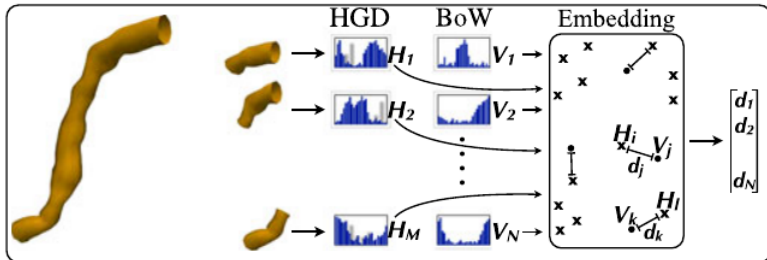 HGD BoW Embedding
H1 V1
H2 V2
d1
d2
dN
Hi Vj
dj
Hl
Vk
dk
HM VN